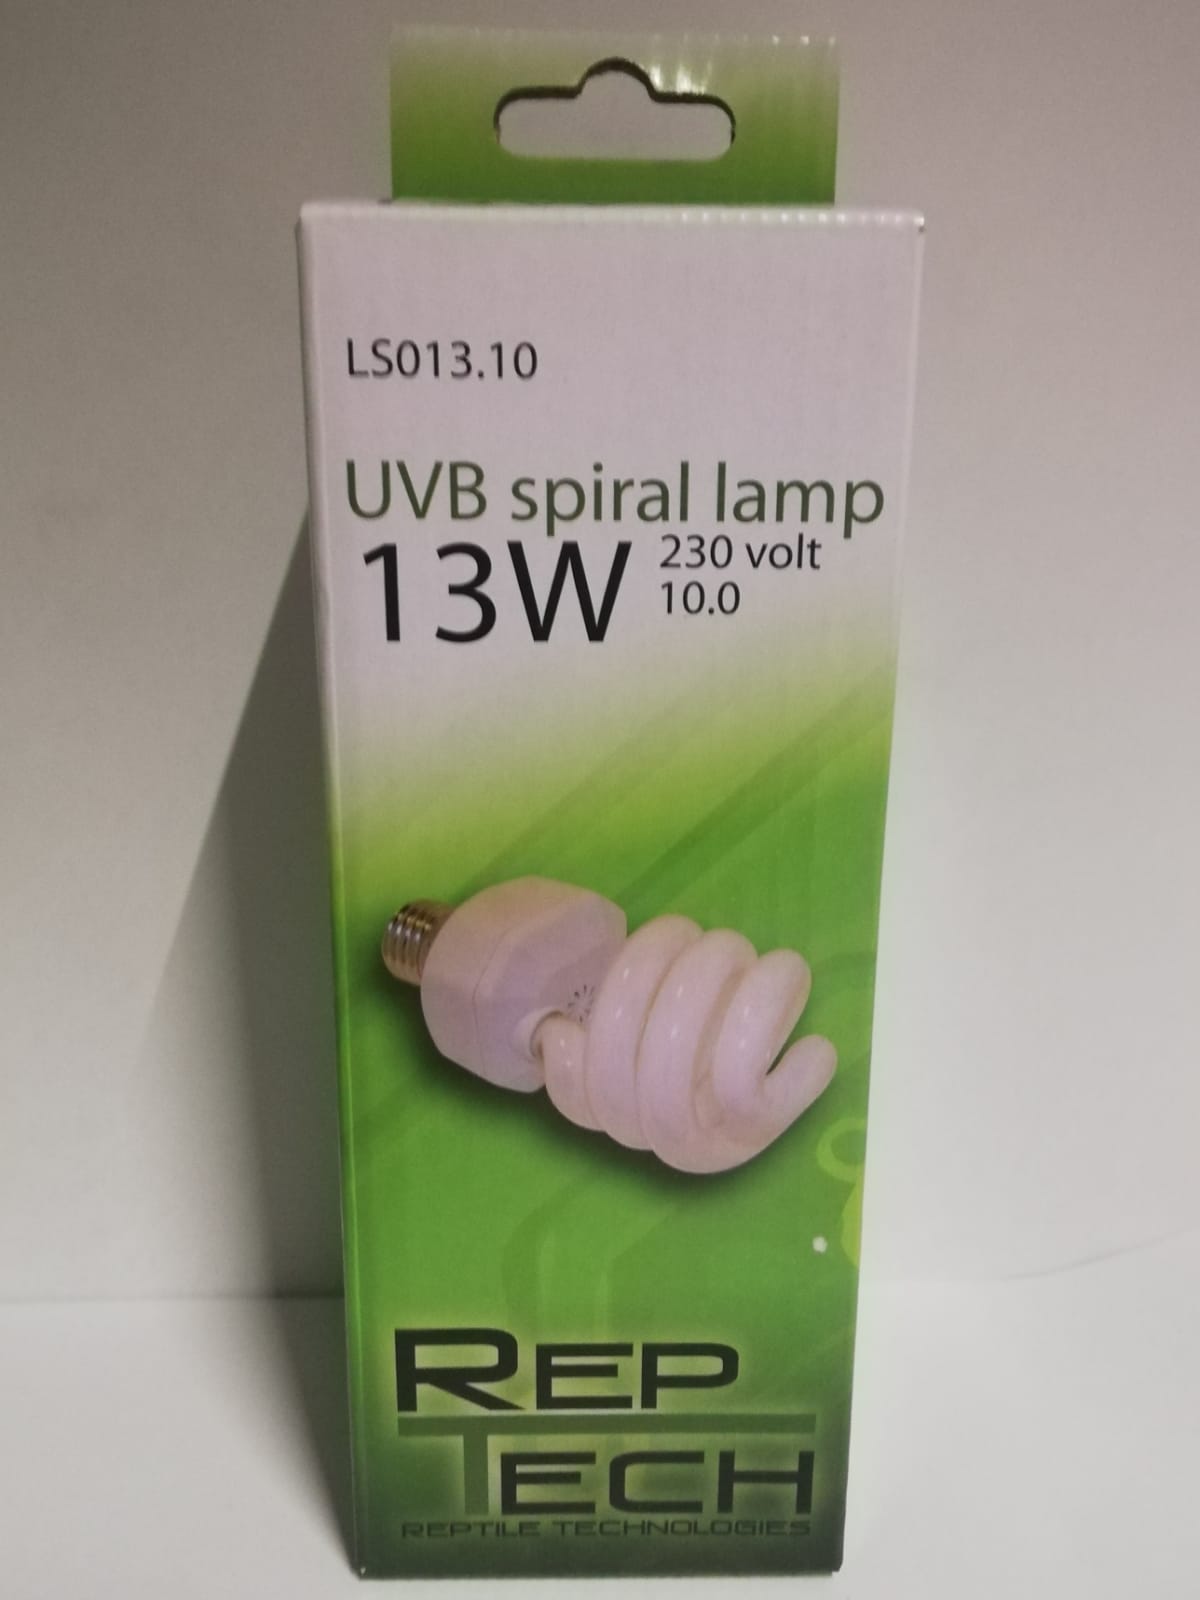 LS013.10
UVB spiral lamp
13W
230 volt
10.0
REP
TECH
REPTILE TECHNOLOGIES